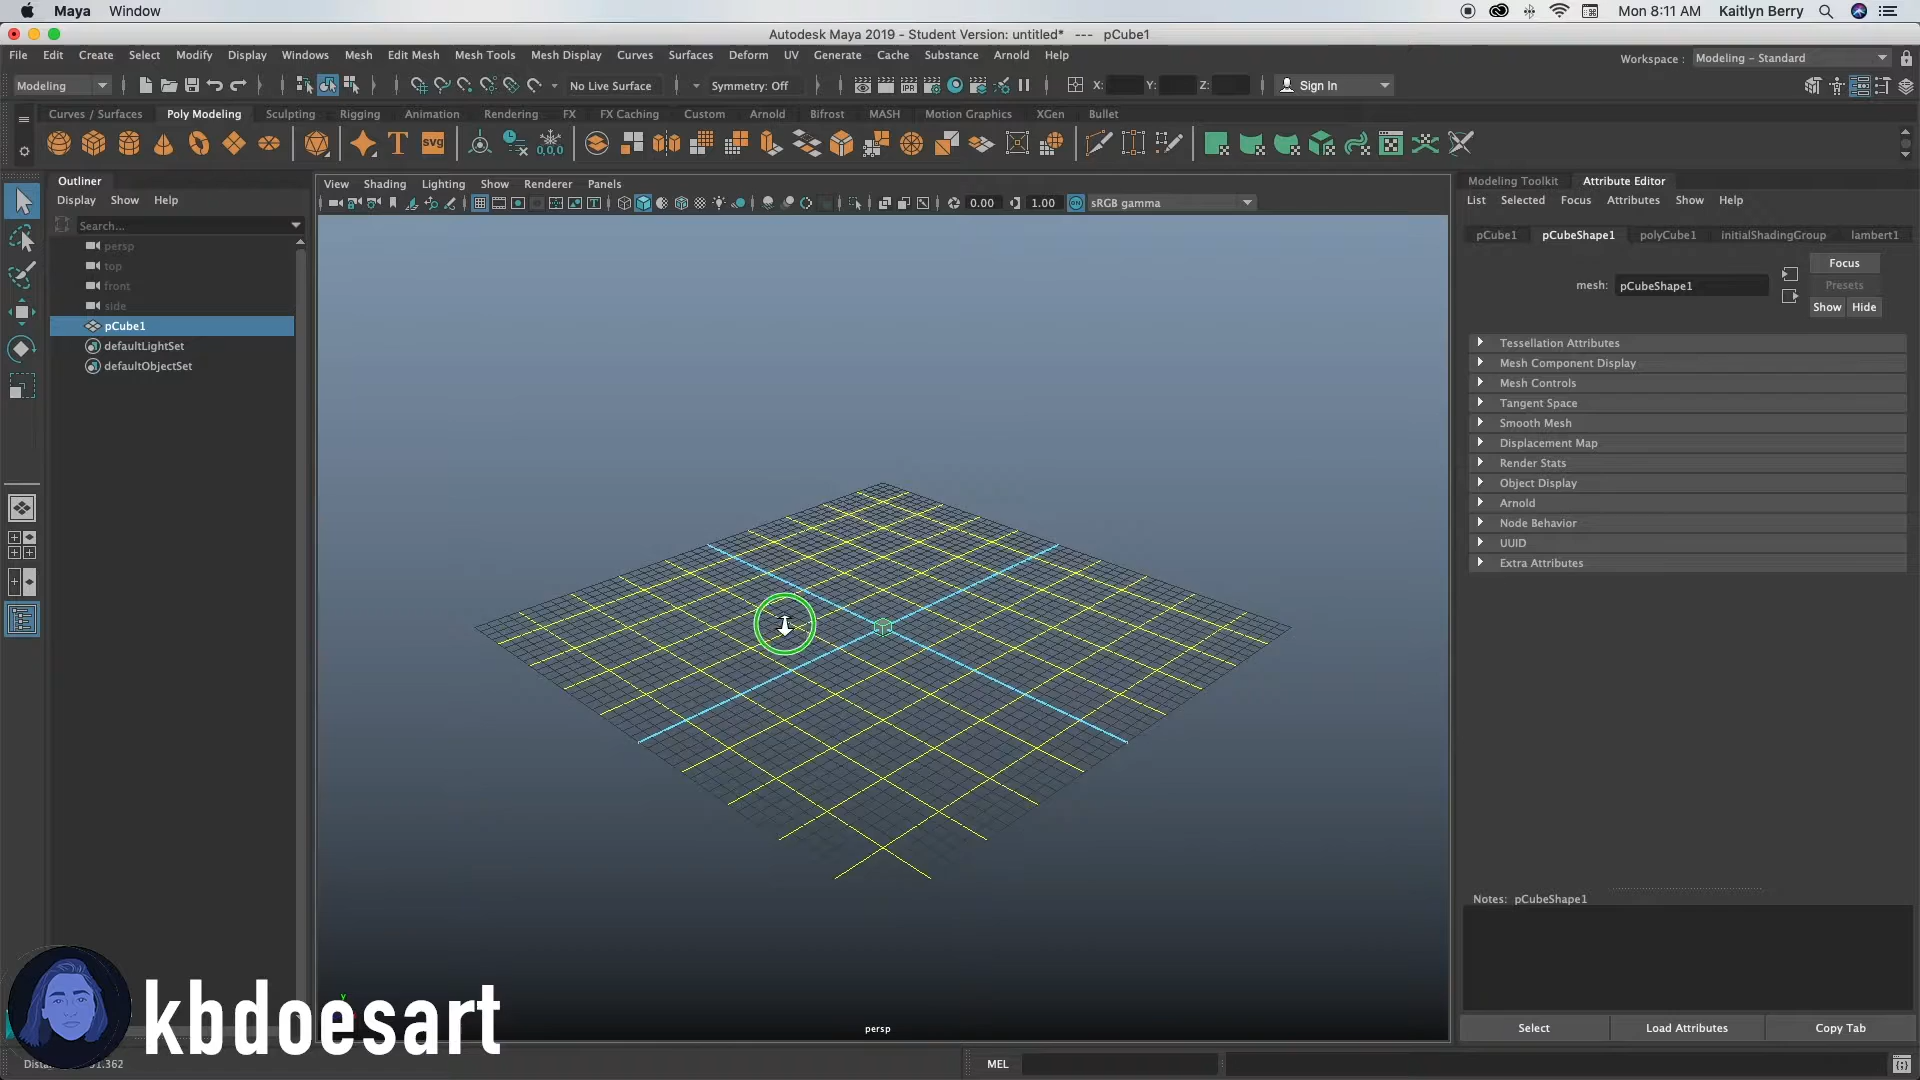 Maya Window Mon 8:11 AM Kaitlyn Berry
Autodesk Maya 2019 - Student Version: untitled* --- pCube1
File Edit Create Select Modify Display Windows Mesh Edit Mesh Mesh Tools Mesh Display Curves Surfaces Deform UV Generate Cache Substance Arnold Help
Workspace : Modeling - Standard
Modeling No Live Surface Symmetry: Off IPR X: Y: Z: Sign In
Curves / Surfaces Poly Modeling Sculpting Rigging Animation Rendering FX FX Caching Custom Arnold Bifrost MASH Motion Graphics XGen Bullet
T SVG 0,0,0
Outliner
Display Show Help
Search...
persp
top
front
side
pCube1
defaultLightSet
defaultObjectSet
View Shading Lighting Show Renderer Panels
0.00 1.00 ON sRGB gamma
persp
Modeling Toolkit Attribute Editor
List Selected Focus Attributes Show Help
pCube1 pCubeShape1 polyCube1 initialShadingGroup lambert1
mesh: pCubeShape1
Focus
Presets
Show Hide
Tessellation Attributes
Mesh Component Display
Mesh Controls
Tangent Space
Smooth Mesh
Displacement Map
Render Stats
Object Display
Arnold
Node Behavior
UUID
Extra Attributes
Notes: pCubeShape1
Select Load Attributes Copy Tab
kbdoesart
y
MEL